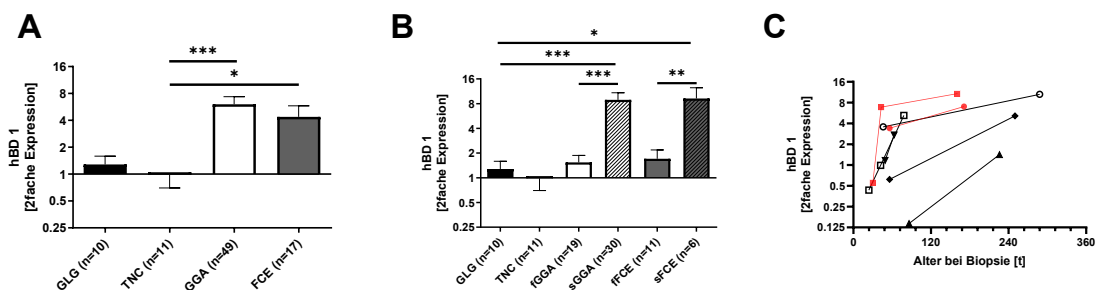 A
hBD 1
[2fache Expression]
16
8
4
2
1
0.5
0.25
***
*
GLG (n=10)
TNC (n=11)
GGA (n=49)
FCE (n=17)
B
hBD 1
[2fache Expression]
16
8
4
2
1
0.5
0.25
*
***
***
**
GLG (n=10)
TNC (n=11)
fGGA (n=19)
sGGA (n=30)
fFCE (n=11)
sFCE (n=6)
C
hBD 1
[2fache Expression]
16
8
4
2
1
0.5
0.25
0.125
0
120
240
360
Alter bei Biopsie [t]